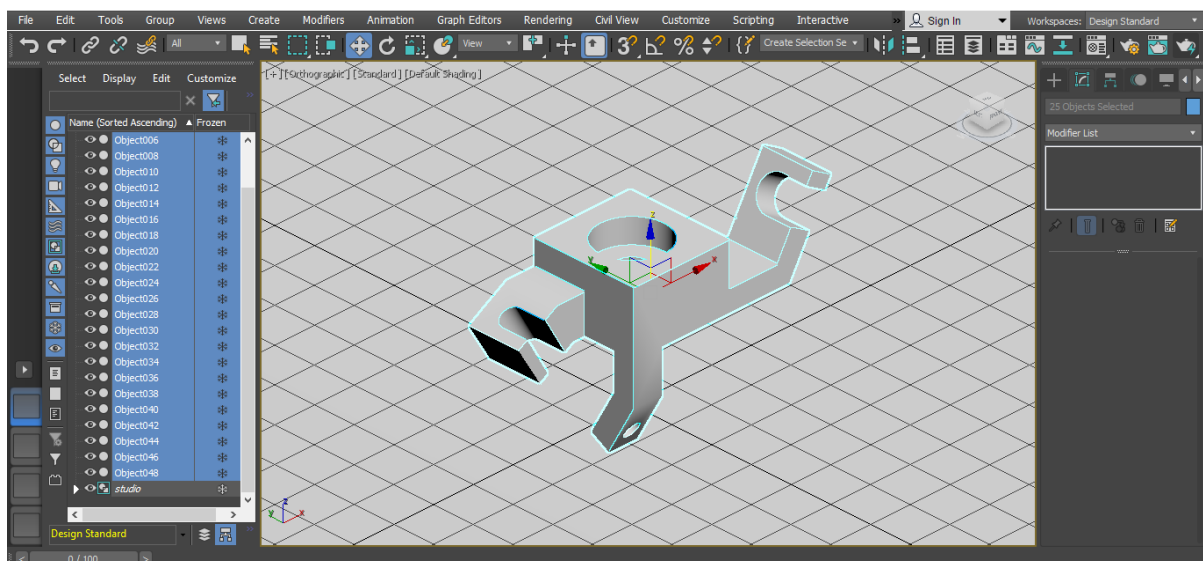 File Edit Tools Group Views Create Modifiers Animation Graph Editors Rendering Civil View Customize Scripting Interactive » Sign In Workspaces: Design Standard
All View Create Selection Se
Select Display Edit Customize
Name (Sorted Ascending) Frozen
Object006
Object008
Object010
Object012
Object014
Object016
Object018
Object020
Object022
Object024
Object026
Object028
Object030
Object032
Object034
Object036
Object038
Object040
Object042
Object044
Object046
Object048
studio
Design Standard
0 / 100
[+] [Orthographic] [Standard] [Default Shading]
z
y x
z
y x
25 Objects Selected
Modifier List